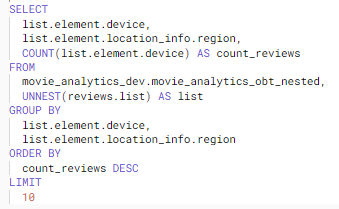 SELECT
  list.element.device,
  list.element.location_info.region,
  COUNT(list.element.device) AS count_reviews
FROM
  movie_analytics_dev.movie_analytics_obt_nested,
  UNNEST(reviews.list) AS list
GROUP BY
  list.element.device,
  list.element.location_info.region
ORDER BY
  count_reviews DESC
LIMIT
  10